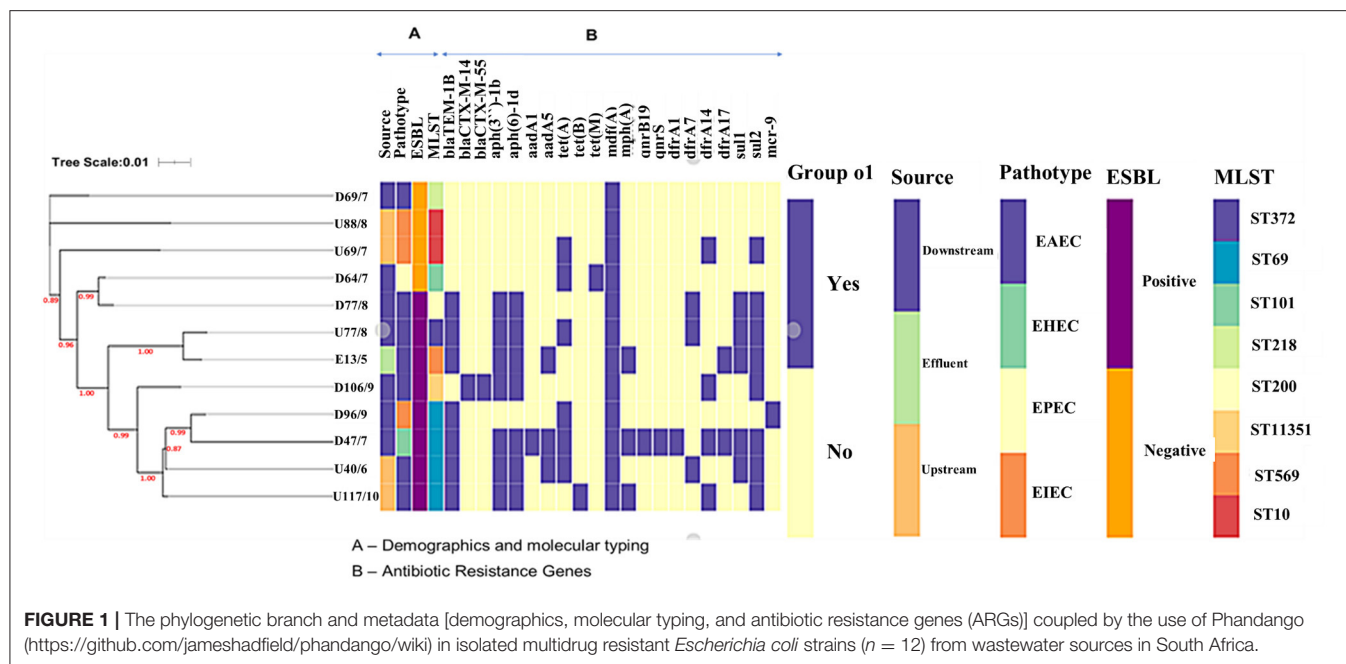 A
B
Source
Pathotype
ESBL
MLST
blaTEM-1B
blaCTX-M-14
blaCTX-M-55
aph(3``)-1b
aph(6)-1d
aadA1
aadA5
tet(A)
tet(B)
tet(M)
mdf(A)
mph(A)
qnrB19
qnrS
dfrA1
dfrA7
dfrA14
dfrA17
sul1
sul2
mcr-9
Tree Scale:0.01
D69/7
U88/8
U69/7
D64/7
D77/8
U77/8
E13/5
D106/9
D96/9
D47/7
U40/6
U117/10
0.89
0.96
0.99
1.00
1.00
0.99
0.99
0.87
1.00
Group o1
Yes
No
Source
Downstream
Effluent
Upstream
Pathotype
EAEC
EHEC
EPEC
EIEC
ESBL
Positive
Negative
MLST
ST372
ST69
ST101
ST218
ST200
ST11351
ST569
ST10
A – Demographics and molecular typing
B – Antibiotic Resistance Genes
FIGURE 1 | The phylogenetic branch and metadata [demographics, molecular typing, and antibiotic resistance genes (ARGs)] coupled by the use of Phandango
(https://github.com/jameshadfield/phandango/wiki) in isolated multidrug resistant Escherichia coli strains (n = 12) from wastewater sources in South Africa.